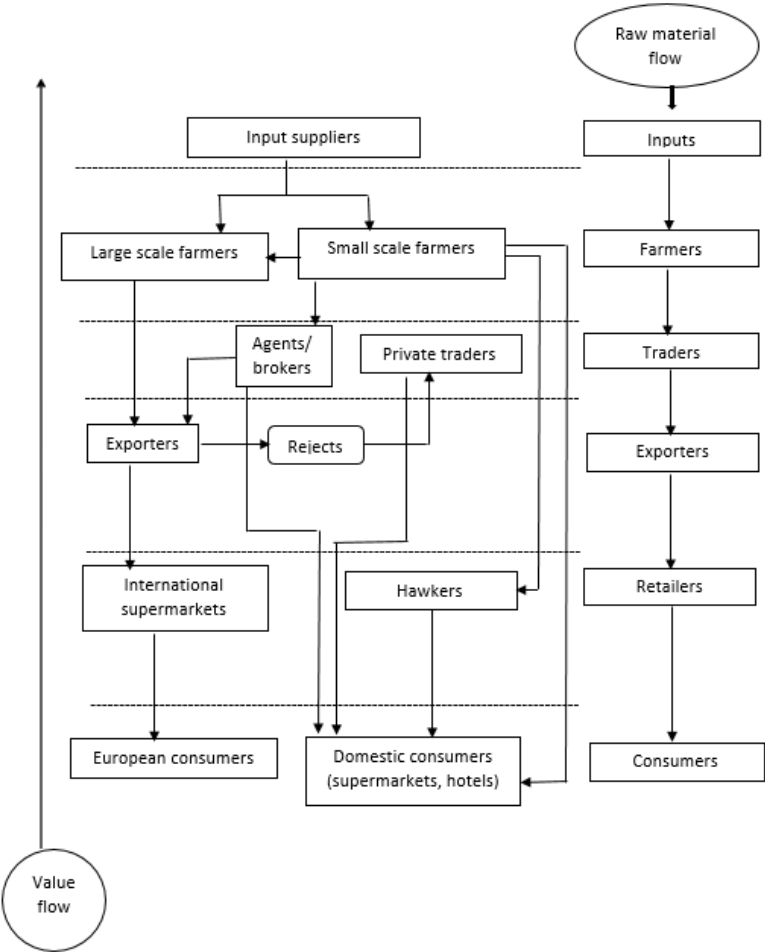 Raw material
flow
Input suppliers
Inputs
Large scale farmers
Small scale farmers
Farmers
Agents/
brokers
Private traders
Traders
Exporters
Rejects
Exporters
International
supermarkets
Hawkers
Retailers
European consumers
Domestic consumers
(supermarkets, hotels)
Consumers
Value
flow